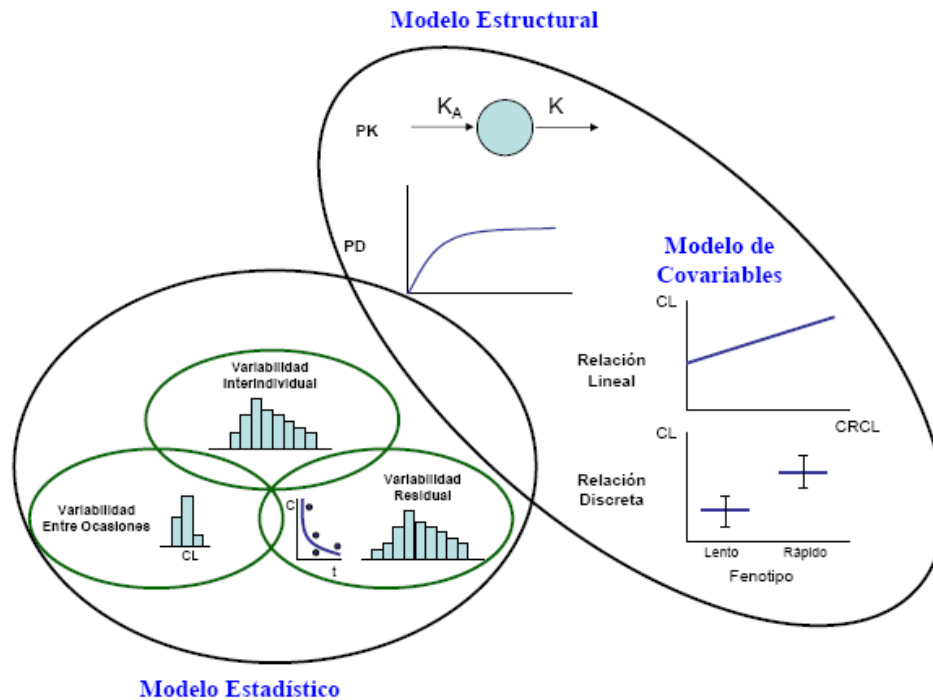 Modelo Estructural
K_A
K
PK
PD
Modelo de
Covariables
CL
Relación
Lineal
CRCL
CL
Relación
Discreta
Lento
Rápido
Fenotipo
Variabilidad
Interindividual
Variabilidad
Entre Ocasiones
CL
C
t
Variabilidad
Residual
Modelo Estadístico